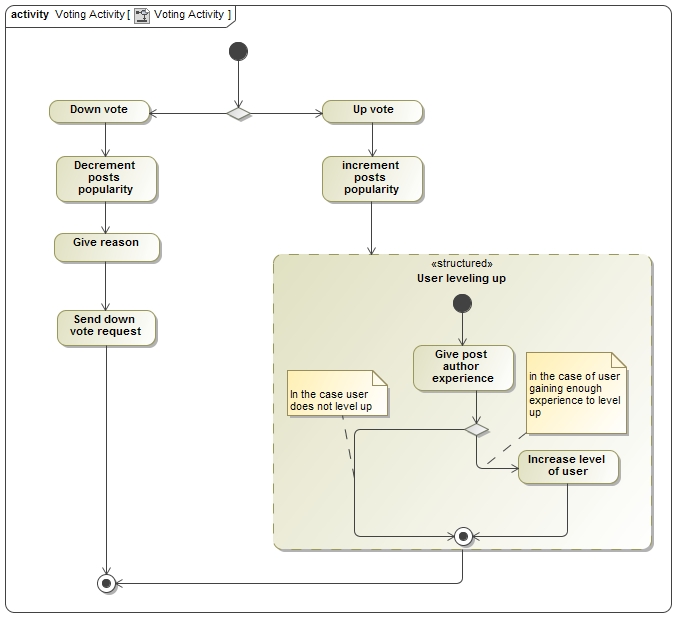 activity Voting Activity [ Voting Activity ]
Down vote
Up vote
Decrement
posts
popularity
increment
posts
popularity
Give reason
Send down
vote request
«structured»
User leveling up
Give post
author
experience
In the case user
does not level up
in the case of user
gaining enough
experience to level
up
Increase level
of user